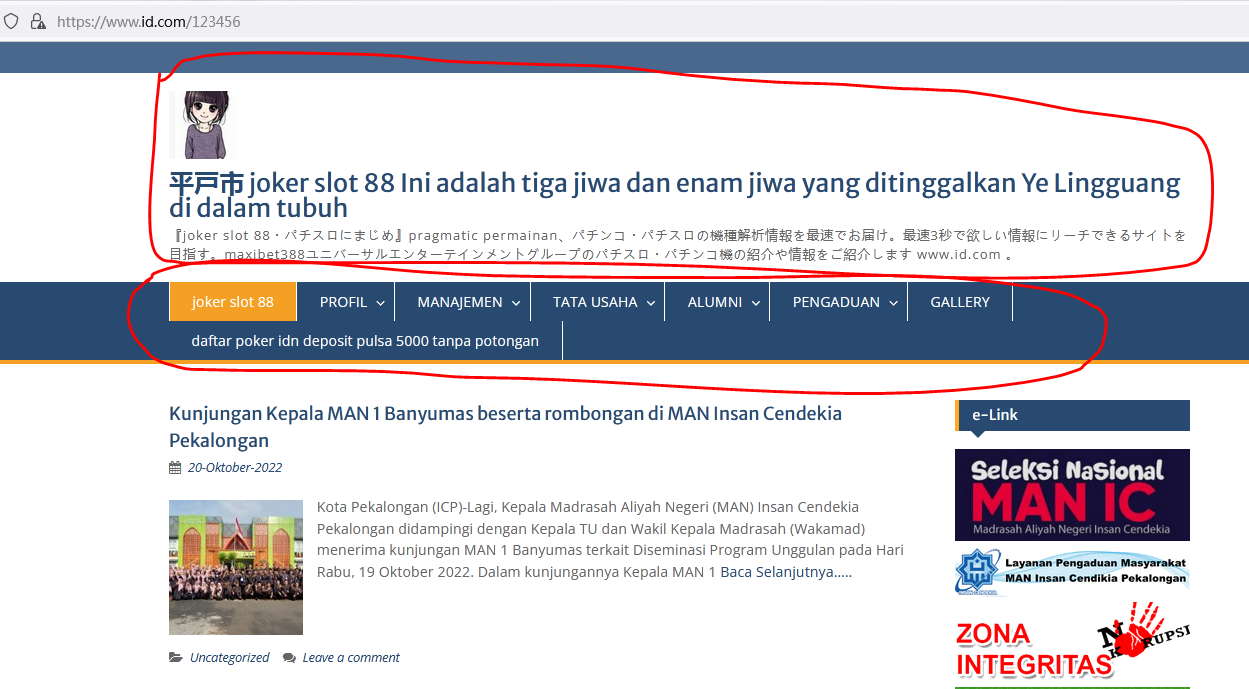 https://www.id.com/123456
平戸市 joker slot 88 Ini adalah tiga jiwa dan enam jiwa yang ditinggalkan Ye Lingguang
di dalam tubuh
『joker slot 88・パチスロにまじめ』pragmatic permainan、パチンコ・パチスロの機種解析情報を最速でお届け。最速3秒で欲しい情報にリーチできるサイトを
目指す。maxibet388ユニバーサルエンターテインメントグループのパチスロ・パチンコ機の紹介や情報をご紹介します www.id.com 。
joker slot 88 PROFIL MANAJEMEN TATA USAHA ALUMNI PENGADUAN GALLERY
daftar poker idn deposit pulsa 5000 tanpa potongan
Kunjungan Kepala MAN 1 Banyumas beserta rombongan di MAN Insan Cendekia
Pekalongan
20-Oktober-2022
Kota Pekalongan (ICP)-Lagi, Kepala Madrasah Aliyah Negeri (MAN) Insan Cendekia
Pekalongan didampingi dengan Kepala TU dan Wakil Kepala Madrasah (Wakamad)
menerima kunjungan MAN 1 Banyumas terkait Diseminasi Program Unggulan pada Hari
Rabu, 19 Oktober 2022. Dalam kunjungannya Kepala MAN 1 Baca Selanjutnya.....
Uncategorized Leave a comment
e-Link
Seleksi Nasional
MAN IC
Madrasah Aliyah Negeri Insan Cendekia
Layanan Pengaduan Masyarakat
MAN Insan Cendikia Pekalongan
INSAN CENDEKIA
ZONA
INTEGRITAS
NO KORUPSI